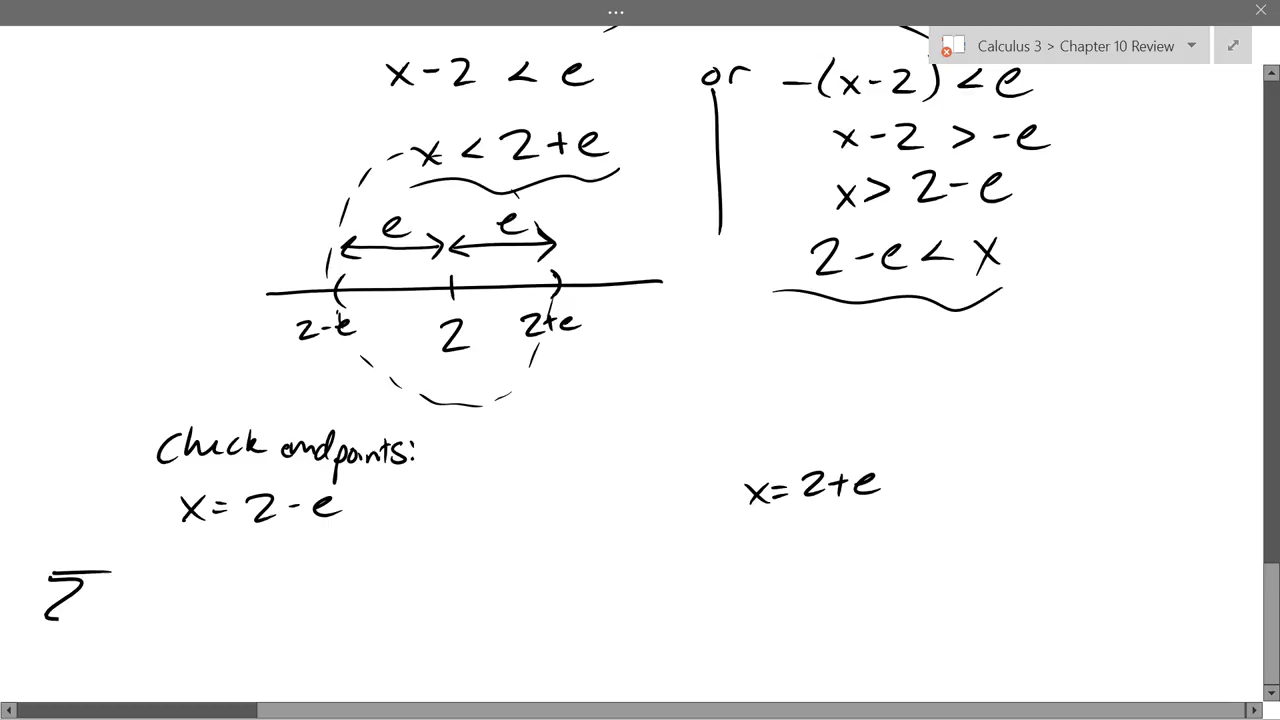 Calculus 3 > Chapter 10 Review
x - 2 < e or -(x - 2) < e
x < 2 + e
x - 2 > -e
x > 2 - e
2 - e < x
e e
2-e 2 2+e
Check endpoints:
x = 2 - e
x = 2 + e